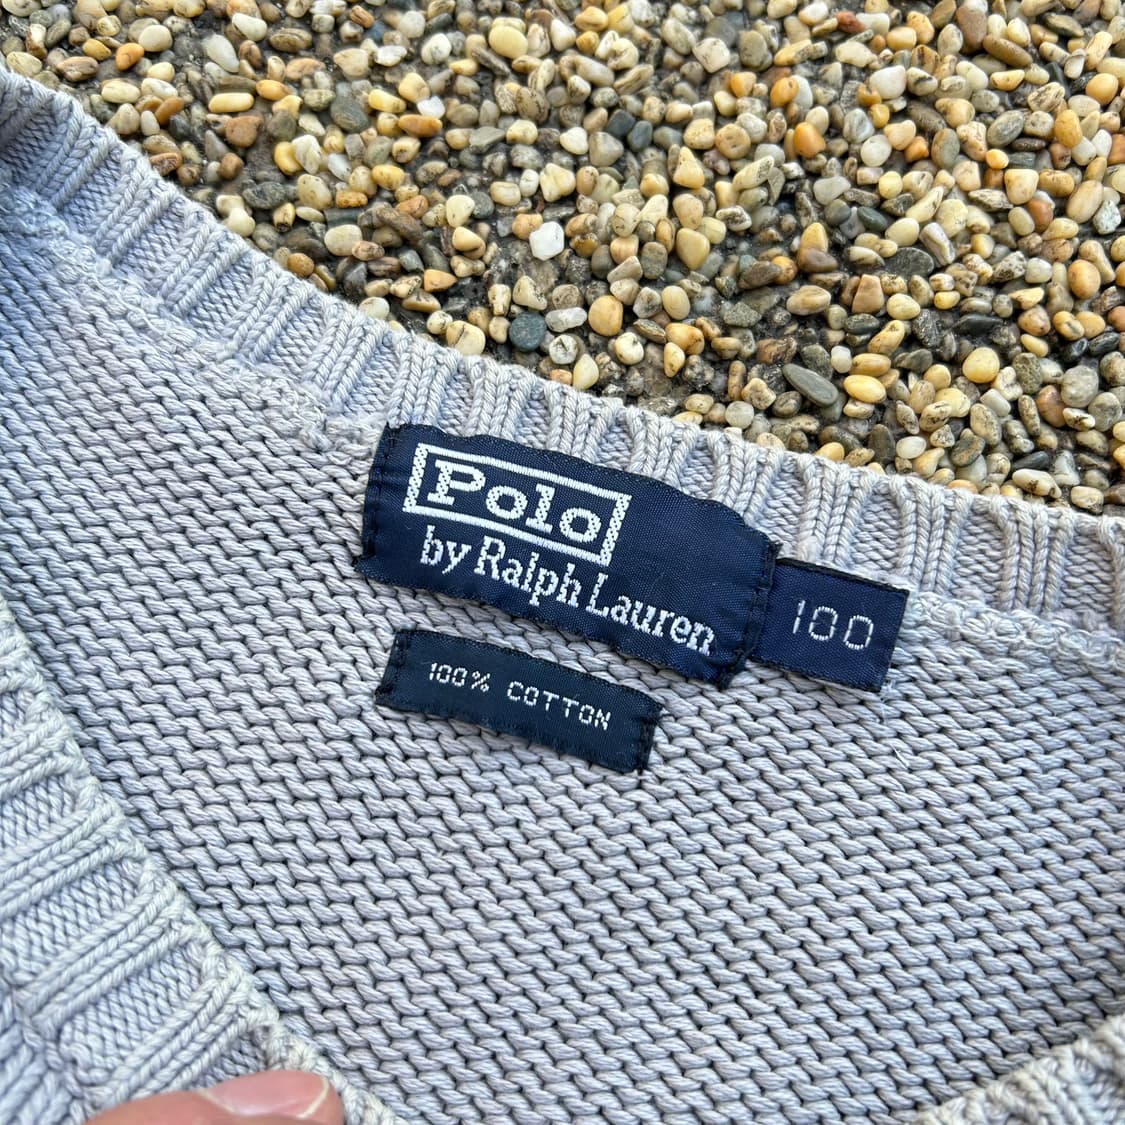 Polo
by Ralph Lauren
100
100% COTTON